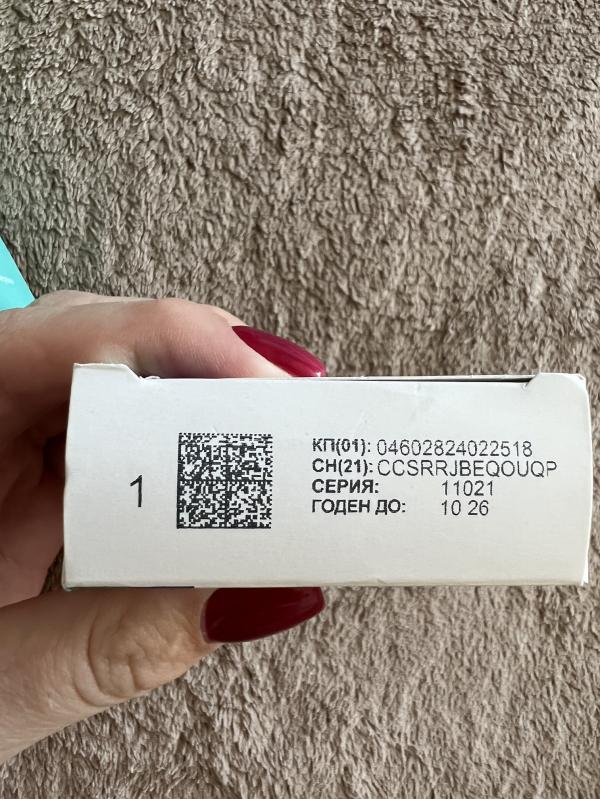 1
КП(01): 04602824022518
СН(21): CCSRRJBEQOUQP
СЕРИЯ: 11021
ГОДЕН ДО: 10 26